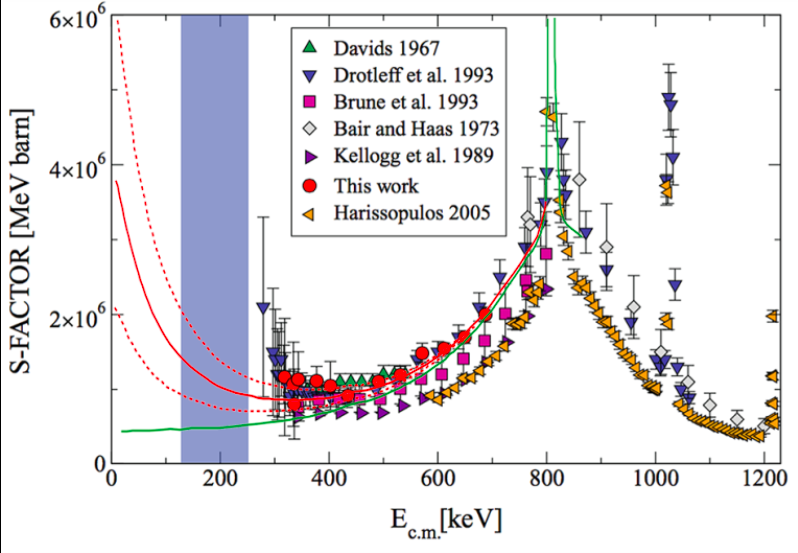 6×10⁶
4×10⁶
2×10⁶
0
S-FACTOR [MeV barn]
Davids 1967
Drotleff et al. 1993
Brune et al. 1993
Bair and Haas 1973
Kellogg et al. 1989
This work
Harissopulos 2005
0 200 400 600 800 1000 1200
E_c.m.[keV]